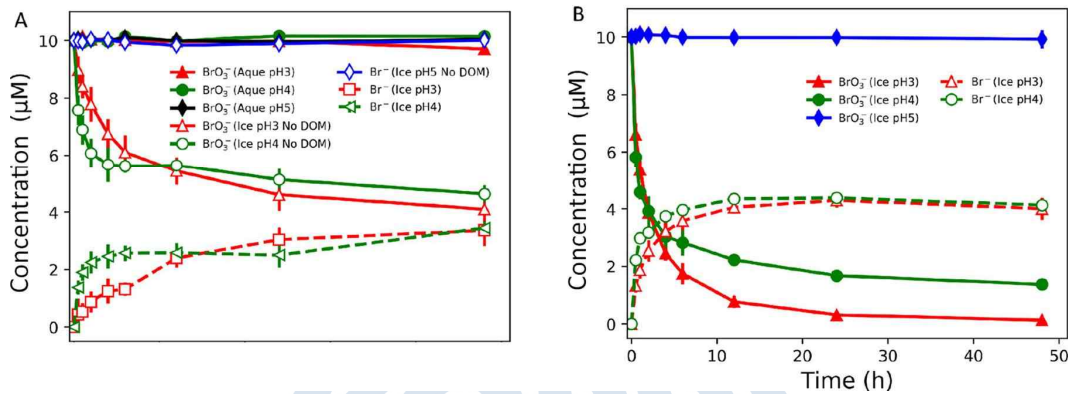 A
Concentration (μM)
10
8
6
4
2
0
BrO₃⁻(Aque pH3)
BrO₃⁻(Aque pH4)
BrO₃⁻(Aque pH5)
BrO₃⁻(Ice pH3 No DOM)
BrO₃⁻(Ice pH4 No DOM)
Br⁻(Ice pH5 No DOM)
Br⁻(Ice pH3)
Br⁻(Ice pH4)
B
Concentration (μM)
10
8
6
4
2
0
BrO₃⁻(Ice pH3)
BrO₃⁻(Ice pH4)
BrO₃⁻(Ice pH5)
Br⁻(Ice pH3)
Br⁻(Ice pH4)
0 10 20 30 40 50
Time (h)